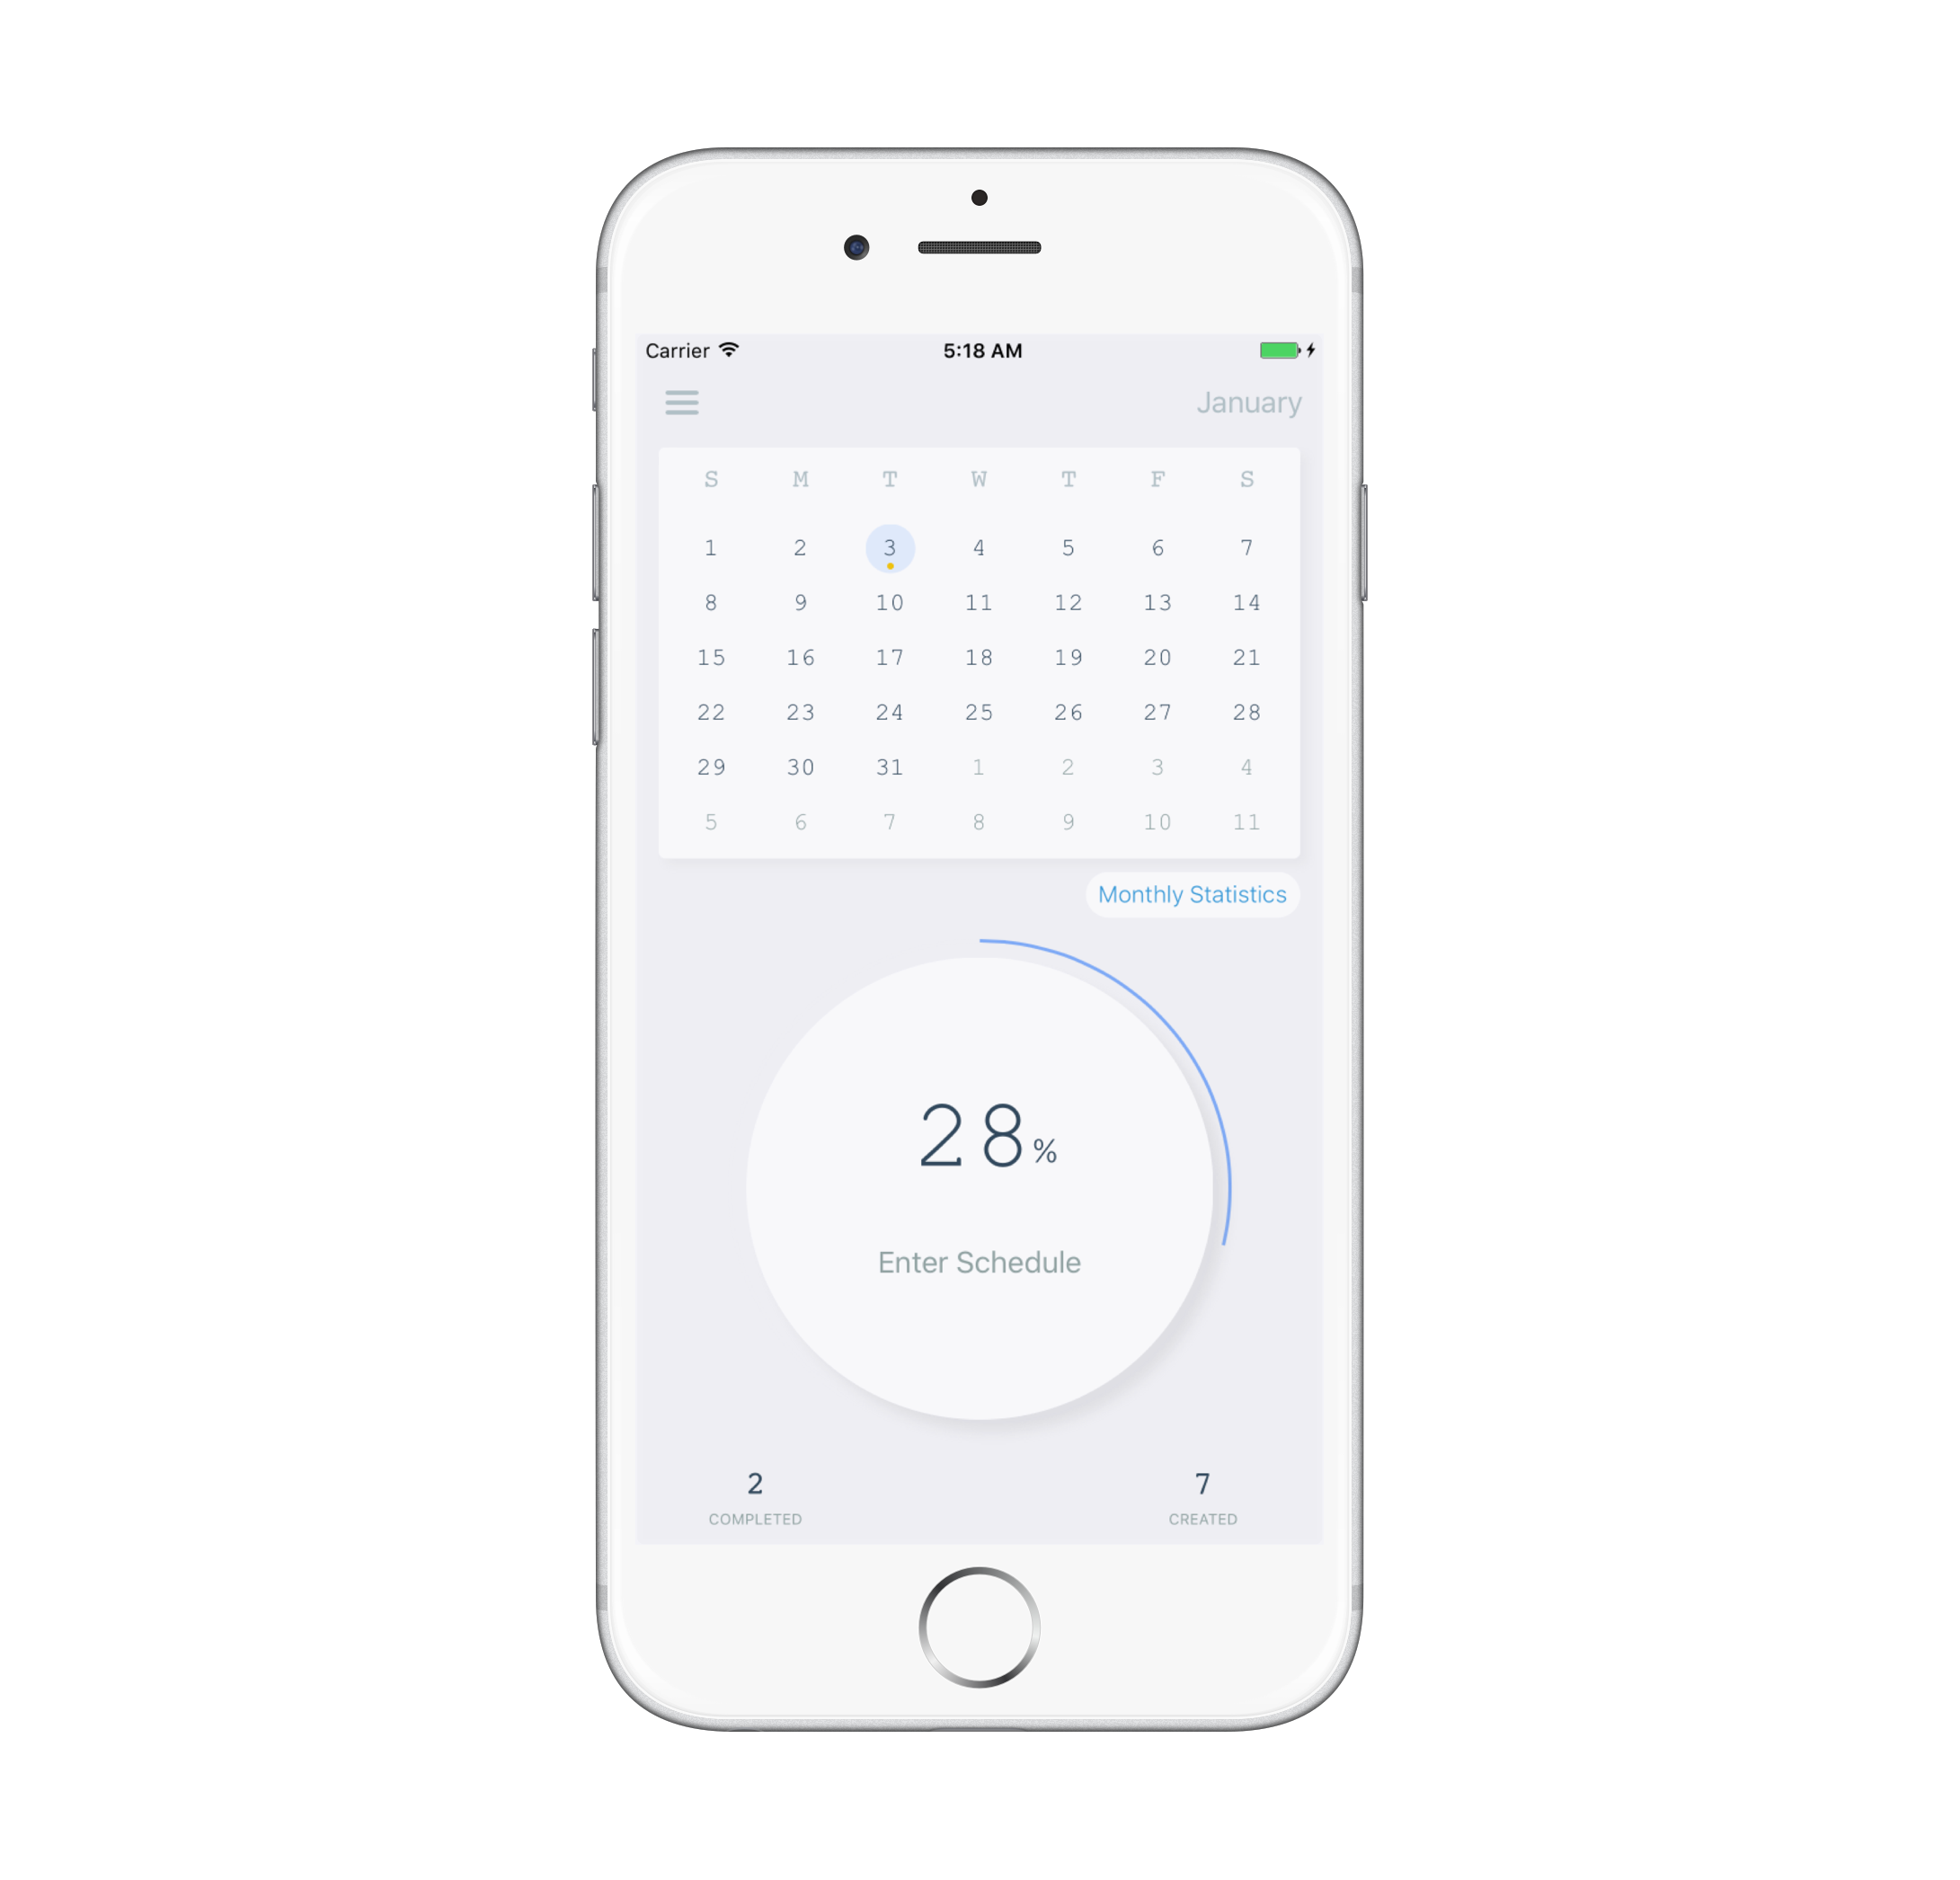 Carrier 5:18 AM
January
S M T W T F S
1 2 3 4 5 6 7
8 9 10 11 12 13 14
15 16 17 18 19 20 21
22 23 24 25 26 27 28
29 30 31 1 2 3 4
5 6 7 8 9 10 11
Monthly Statistics
28%
Enter Schedule
2 7
COMPLETED CREATED